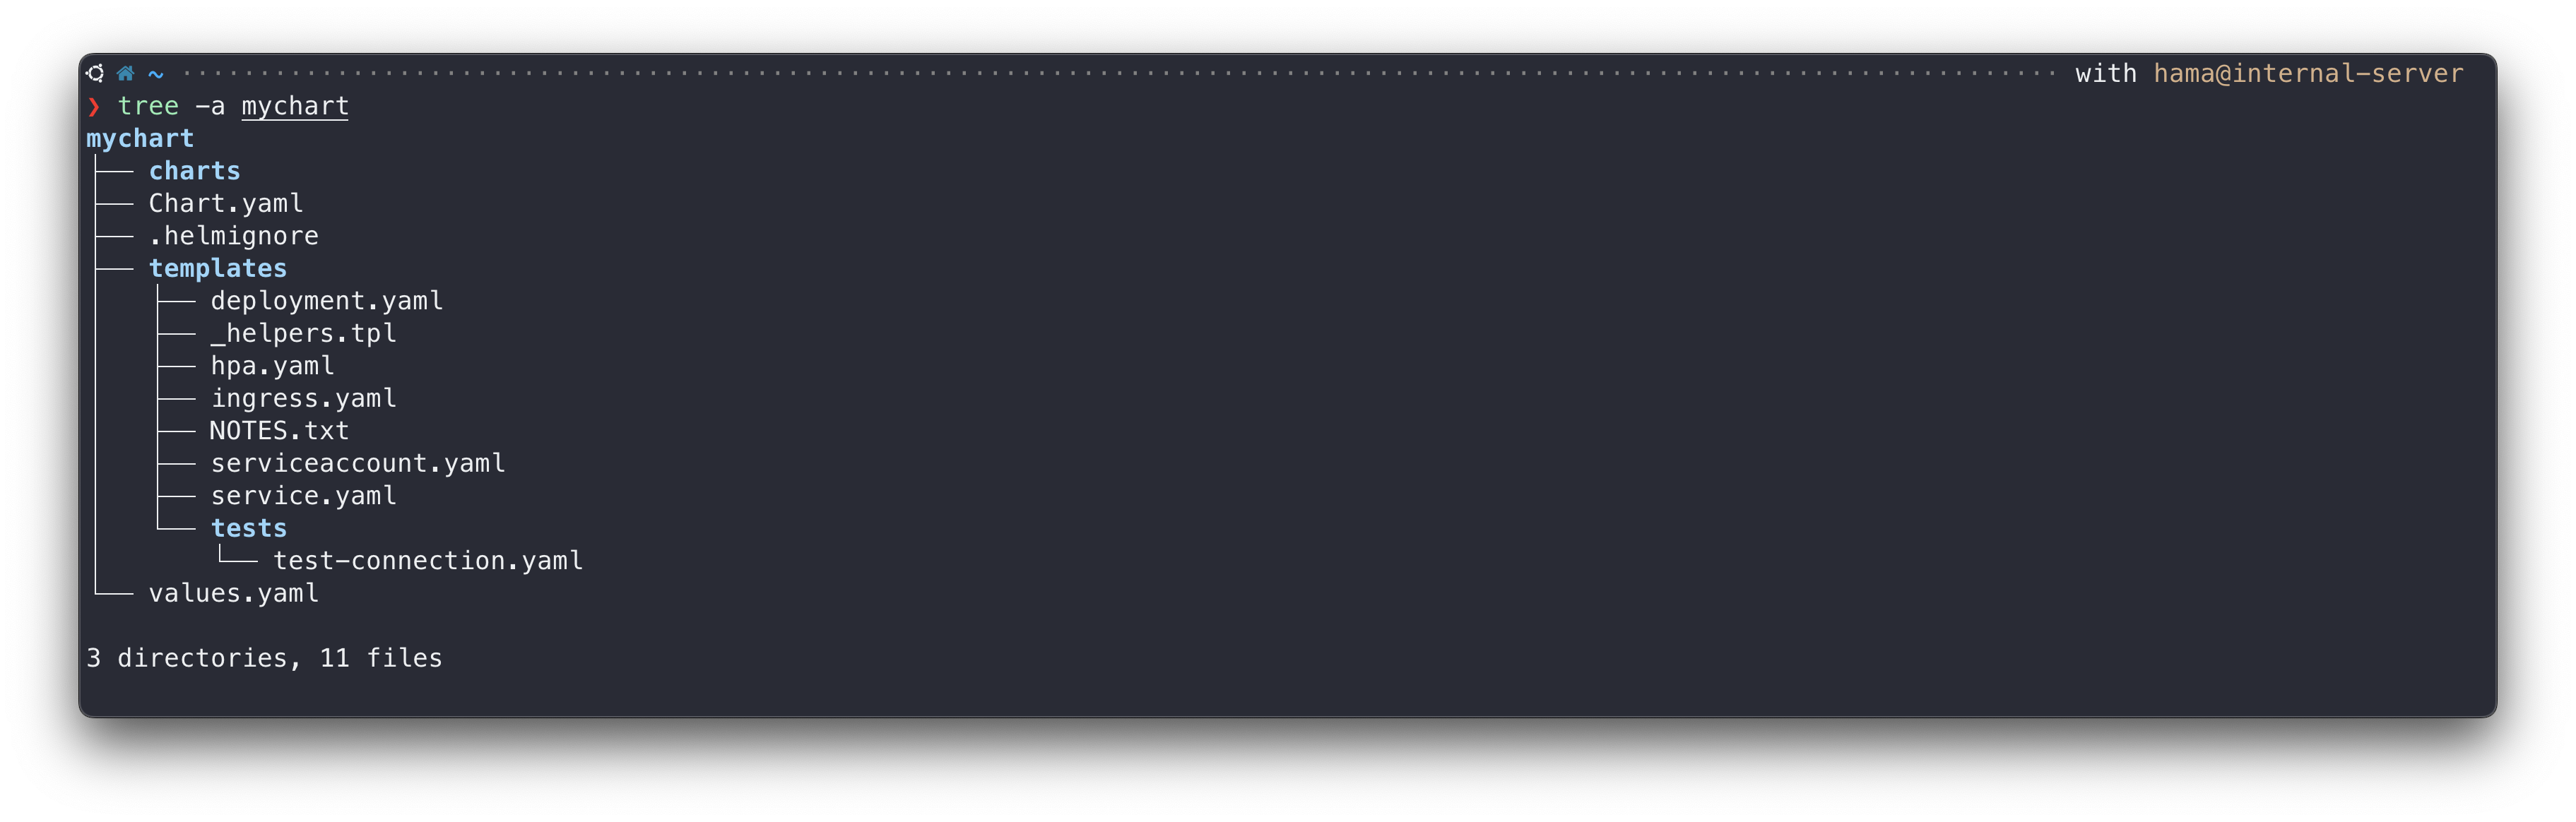 ~ with hama@internal-server
❯ tree -a mychart
mychart
├── charts
├── Chart.yaml
├── .helmignore
├── templates
│   ├── deployment.yaml
│   ├── _helpers.tpl
│   ├── hpa.yaml
│   ├── ingress.yaml
│   ├── NOTES.txt
│   ├── serviceaccount.yaml
│   ├── service.yaml
│   └── tests
│       └── test-connection.yaml
└── values.yaml
3 directories, 11 files